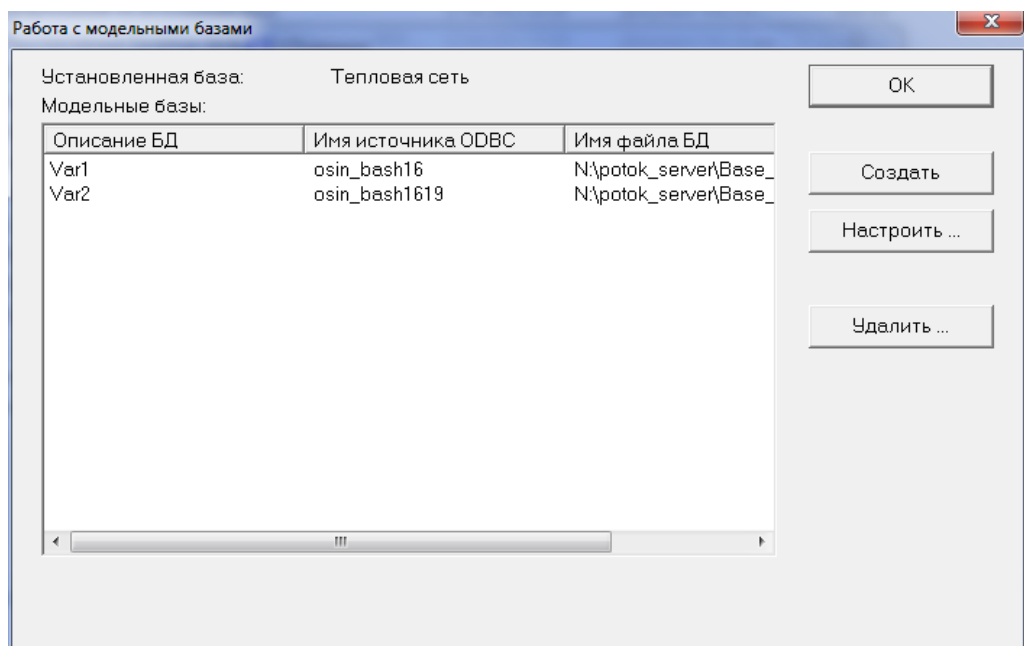 Работа с модельными базами
Установленная база: Тепловая сеть
Модельные базы:
Описание БД Имя источника ODBC Имя файла БД
Var1 osin_bash16 N:\potok_server\Base_
Var2 osin_bash1619 N:\potok_server\Base_
OK
Создать
Настроить ...
Удалить ...